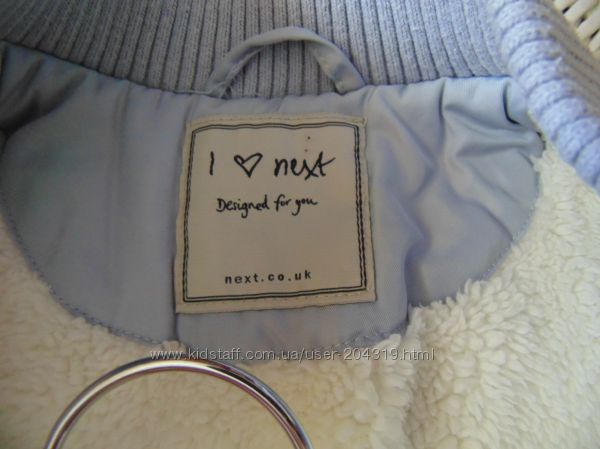 I ♡ next
Designed for you
next.co.uk
www.kidstaff.com.ua/user-204319.html